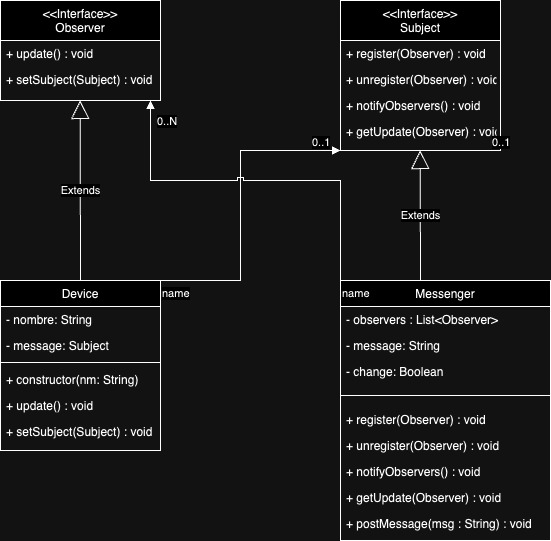 <<Interface>>
Observer
+ update() : void
+ setSubject(Subject) : void
<<Interface>>
Subject
+ register(Observer) : void
+ unregister(Observer) : void
+ notifyObservers() : void
+ getUpdate(Observer) : void
0..N
0..1
0..1
Extends
Extends
name
name
Device
- nombre: String
- message: Subject
+ constructor(nm: String)
+ update() : void
+ setSubject(Subject) : void
Messenger
- observers : List<Observer>
- message: String
- change: Boolean
+ register(Observer) : void
+ unregister(Observer) : void
+ notifyObservers() : void
+ getUpdate(Observer) : void
+ postMessage(msg : String) : void